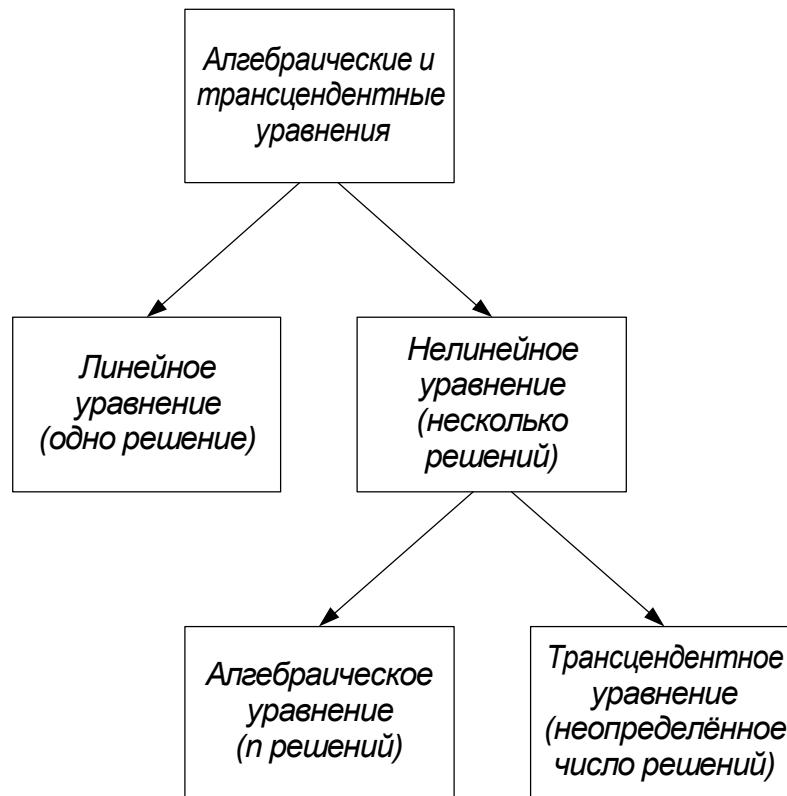 Алгебраические и
трансцендентные
уравнения
Линейное
уравнение
(одно решение)
Нелинейное
уравнение
(несколько
решений)
Алгебраическое
уравнение
(n решений)
Трансцендентное
уравнение
(неопределённое
число решений)